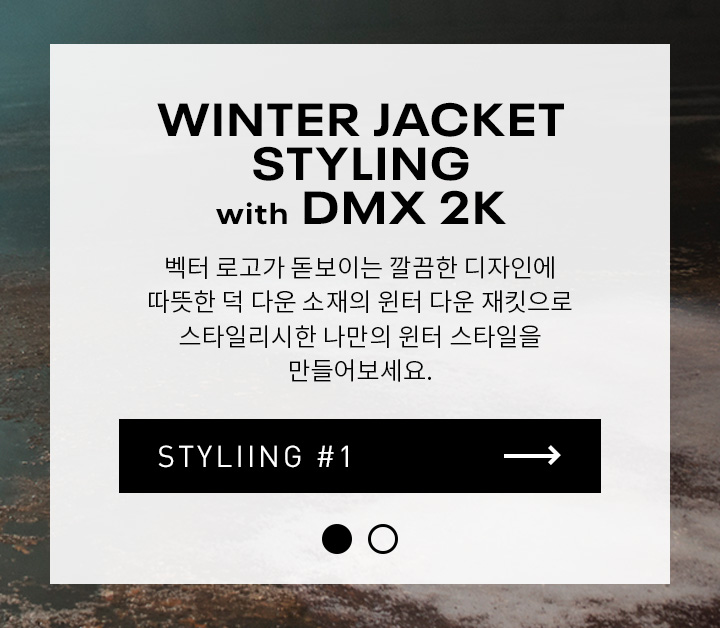 WINTER JACKET
STYLING
with DMX 2K
벡터 로고가 돋보이는 깔끔한 디자인에
따뜻한 덕 다운 소재의 윈터 다운 재킷으로
스타일리시한 나만의 윈터 스타일을
만들어보세요.
STYLIING #1